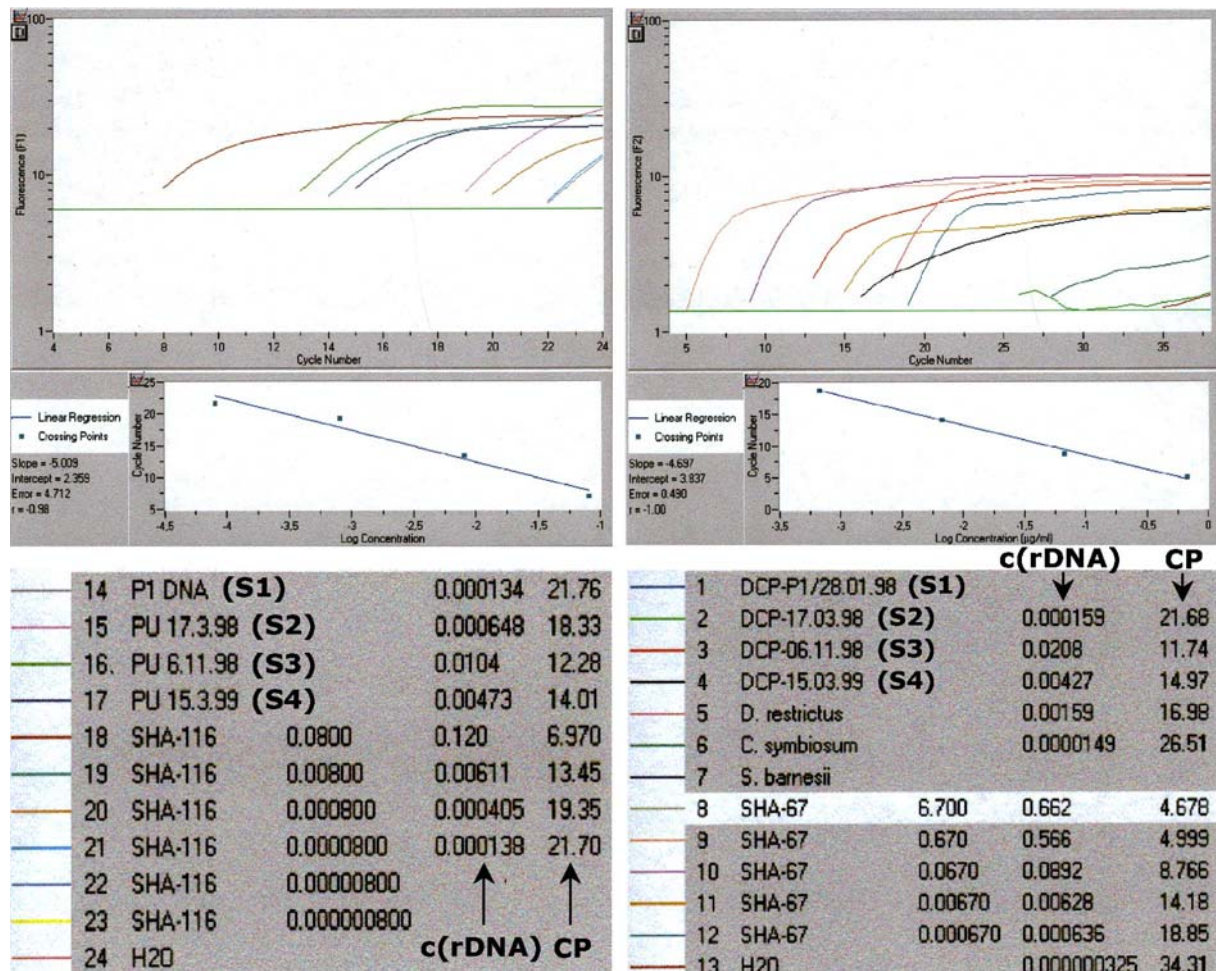 100
10
1
Fluorescence (F1)
4 6 8 10 12 14 16 18 20 22 24
Cycle Number
Linear Regression
Crossing Points
Slope = -5.009
Intercept = 2.359
Error = 4.712
r = -0.98
25
20
15
10
5
Cycle Number
-4,5 -4 -3,5 -3 -2,5 -2 -1,5 -1
Log Concentration
14 P1 DNA (S1) 0.000134 21.76
15 PU 17.3.98 (S2) 0.000648 18.33
16. PU 6.11.98 (S3) 0.0104 12.28
17 PU 15.3.99 (S4) 0.00473 14.01
18 SHA-116 0.0800 0.120 6.970
19 SHA-116 0.00800 0.00611 13.45
20 SHA-116 0.000800 0.000405 19.35
21 SHA-116 0.0000800 0.000138 21.70
22 SHA-116 0.00000800
23 SHA-116 0.000000800
24 H2O
c(rDNA) CP
100
10
1
Fluorescence (F2)
5 10 15 20 25 30 35
Cycle Number
Linear Regression
Crossing Points
Slope = -4.697
Intercept = 3.837
Error = 0.490
r = -1.00
20
15
10
5
0
Cycle Number
-3,5 -3 -2,5 -2 -1,5 -1 -0,5 0
Log Concentration (µg/ml)
c(rDNA) CP
1 DCP-P1/28.01.98 (S1)
2 DCP-17.03.98 (S2) 0.000159 21.68
3 DCP-06.11.98 (S3) 0.0208 11.74
4 DCP-15.03.99 (S4) 0.00427 14.97
5 D. restrictus 0.00159 16.98
6 C. symbiosum 0.0000149 26.51
7 S. barnesii
8 SHA-67 6.700 0.662 4.678
9 SHA-67 0.670 0.566 4.999
10 SHA-67 0.0670 0.0892 8.766
11 SHA-67 0.00670 0.00628 14.18
12 SHA-67 0.000670 0.000636 18.85
13 H2O 0.000000325 34.31